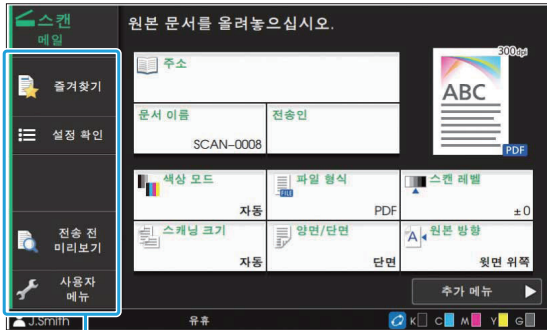 스캔
메일
원본 문서를 올려놓으십시오.
즐겨찾기
설정 확인
전송 전
미리보기
사용자
메뉴
주소
문서 이름
SCAN-0008
전송인
300dpi
ABC
PDF
색상 모드
자동
파일 형식
PDF
스캔 레벨
±0
스캐닝 크기
자동
양면/단면
단면
원본 방향
윗면 위쪽
추가 메뉴
J.Smith
유휴
K C M Y G